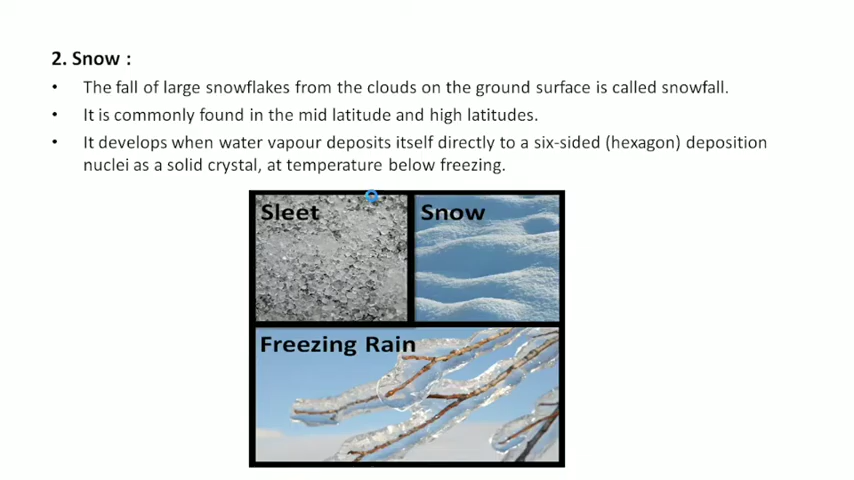 2. Snow :
• The fall of large snowflakes from the clouds on the ground surface is called snowfall.
• It is commonly found in the mid latitude and high latitudes.
• It develops when water vapour deposits itself directly to a six-sided (hexagon) deposition
nuclei as a solid crystal, at temperature below freezing.
Sleet
Snow
Freezing Rain